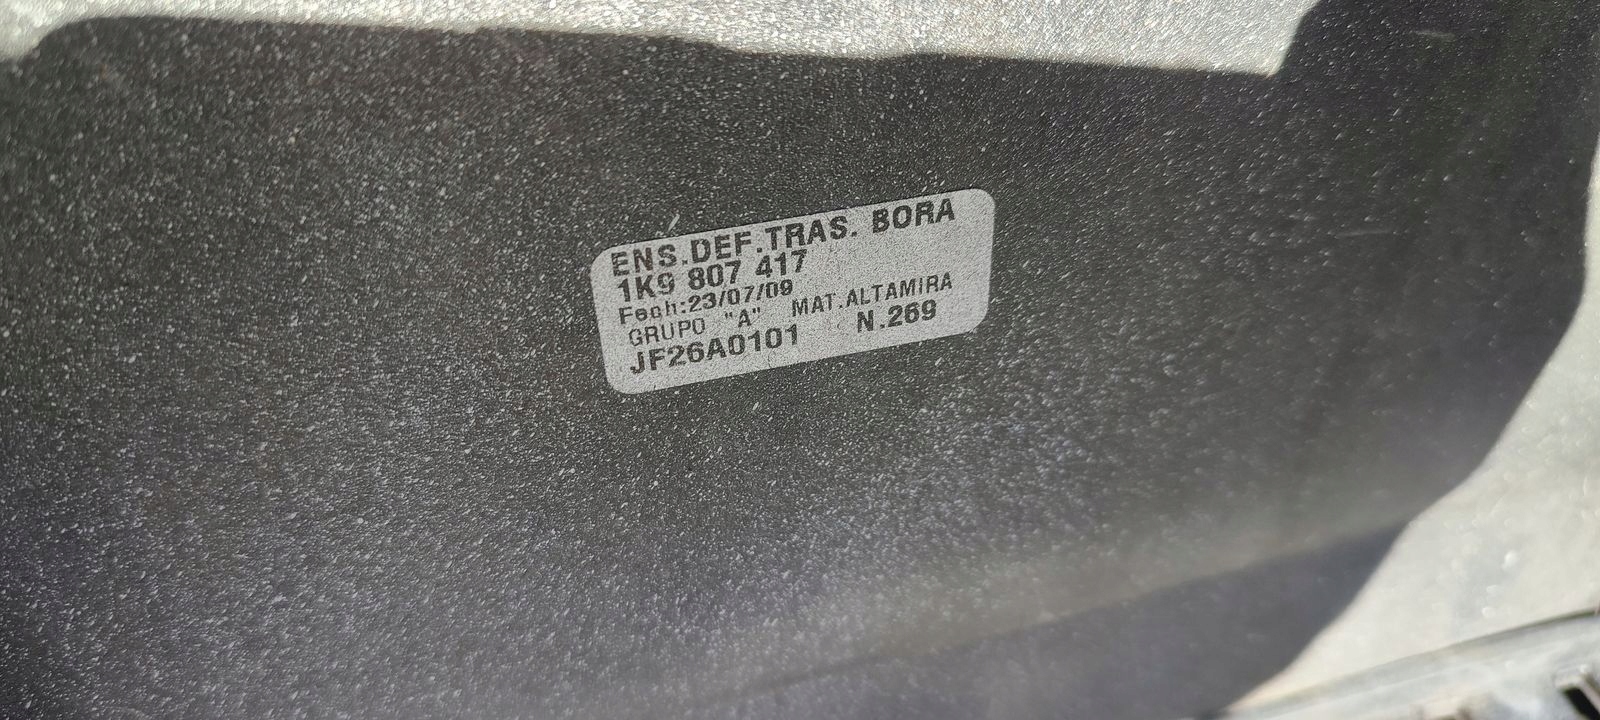 ENS.DEF.TRAS. BORA
1K9 807 417
Fech:23/07/09
GRUPO "A" MAT.ALTAMIRA
JF26A0101 N.269